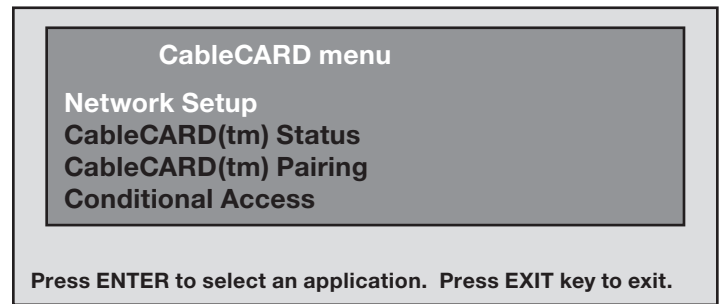 CableCARD menu
Network Setup
CableCARD(tm) Status
CableCARD(tm) Pairing
Conditional Access
Press ENTER to select an application.  Press EXIT key to exit.